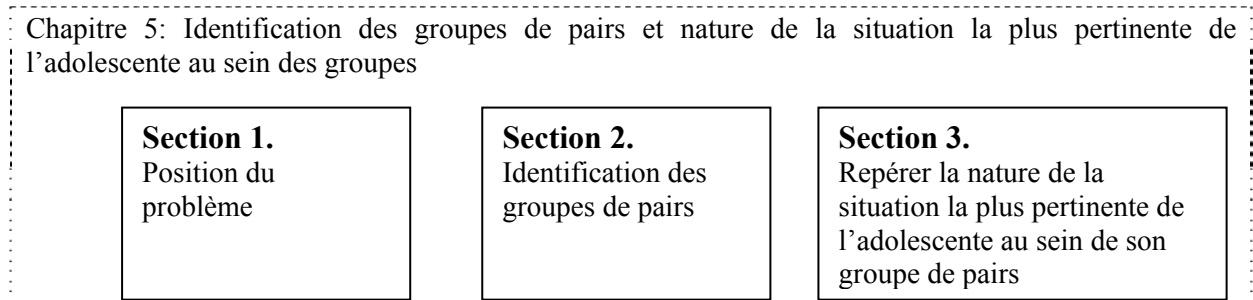 Chapitre 5: Identification des groupes de pairs et nature de la situation la plus pertinente de
l’adolescente au sein des groupes
Section 1.
Position du
problème
Section 2.
Identification des
groupes de pairs
Section 3.
Repérer la nature de la
situation la plus pertinente de
l’adolescente au sein de son
groupe de pairs